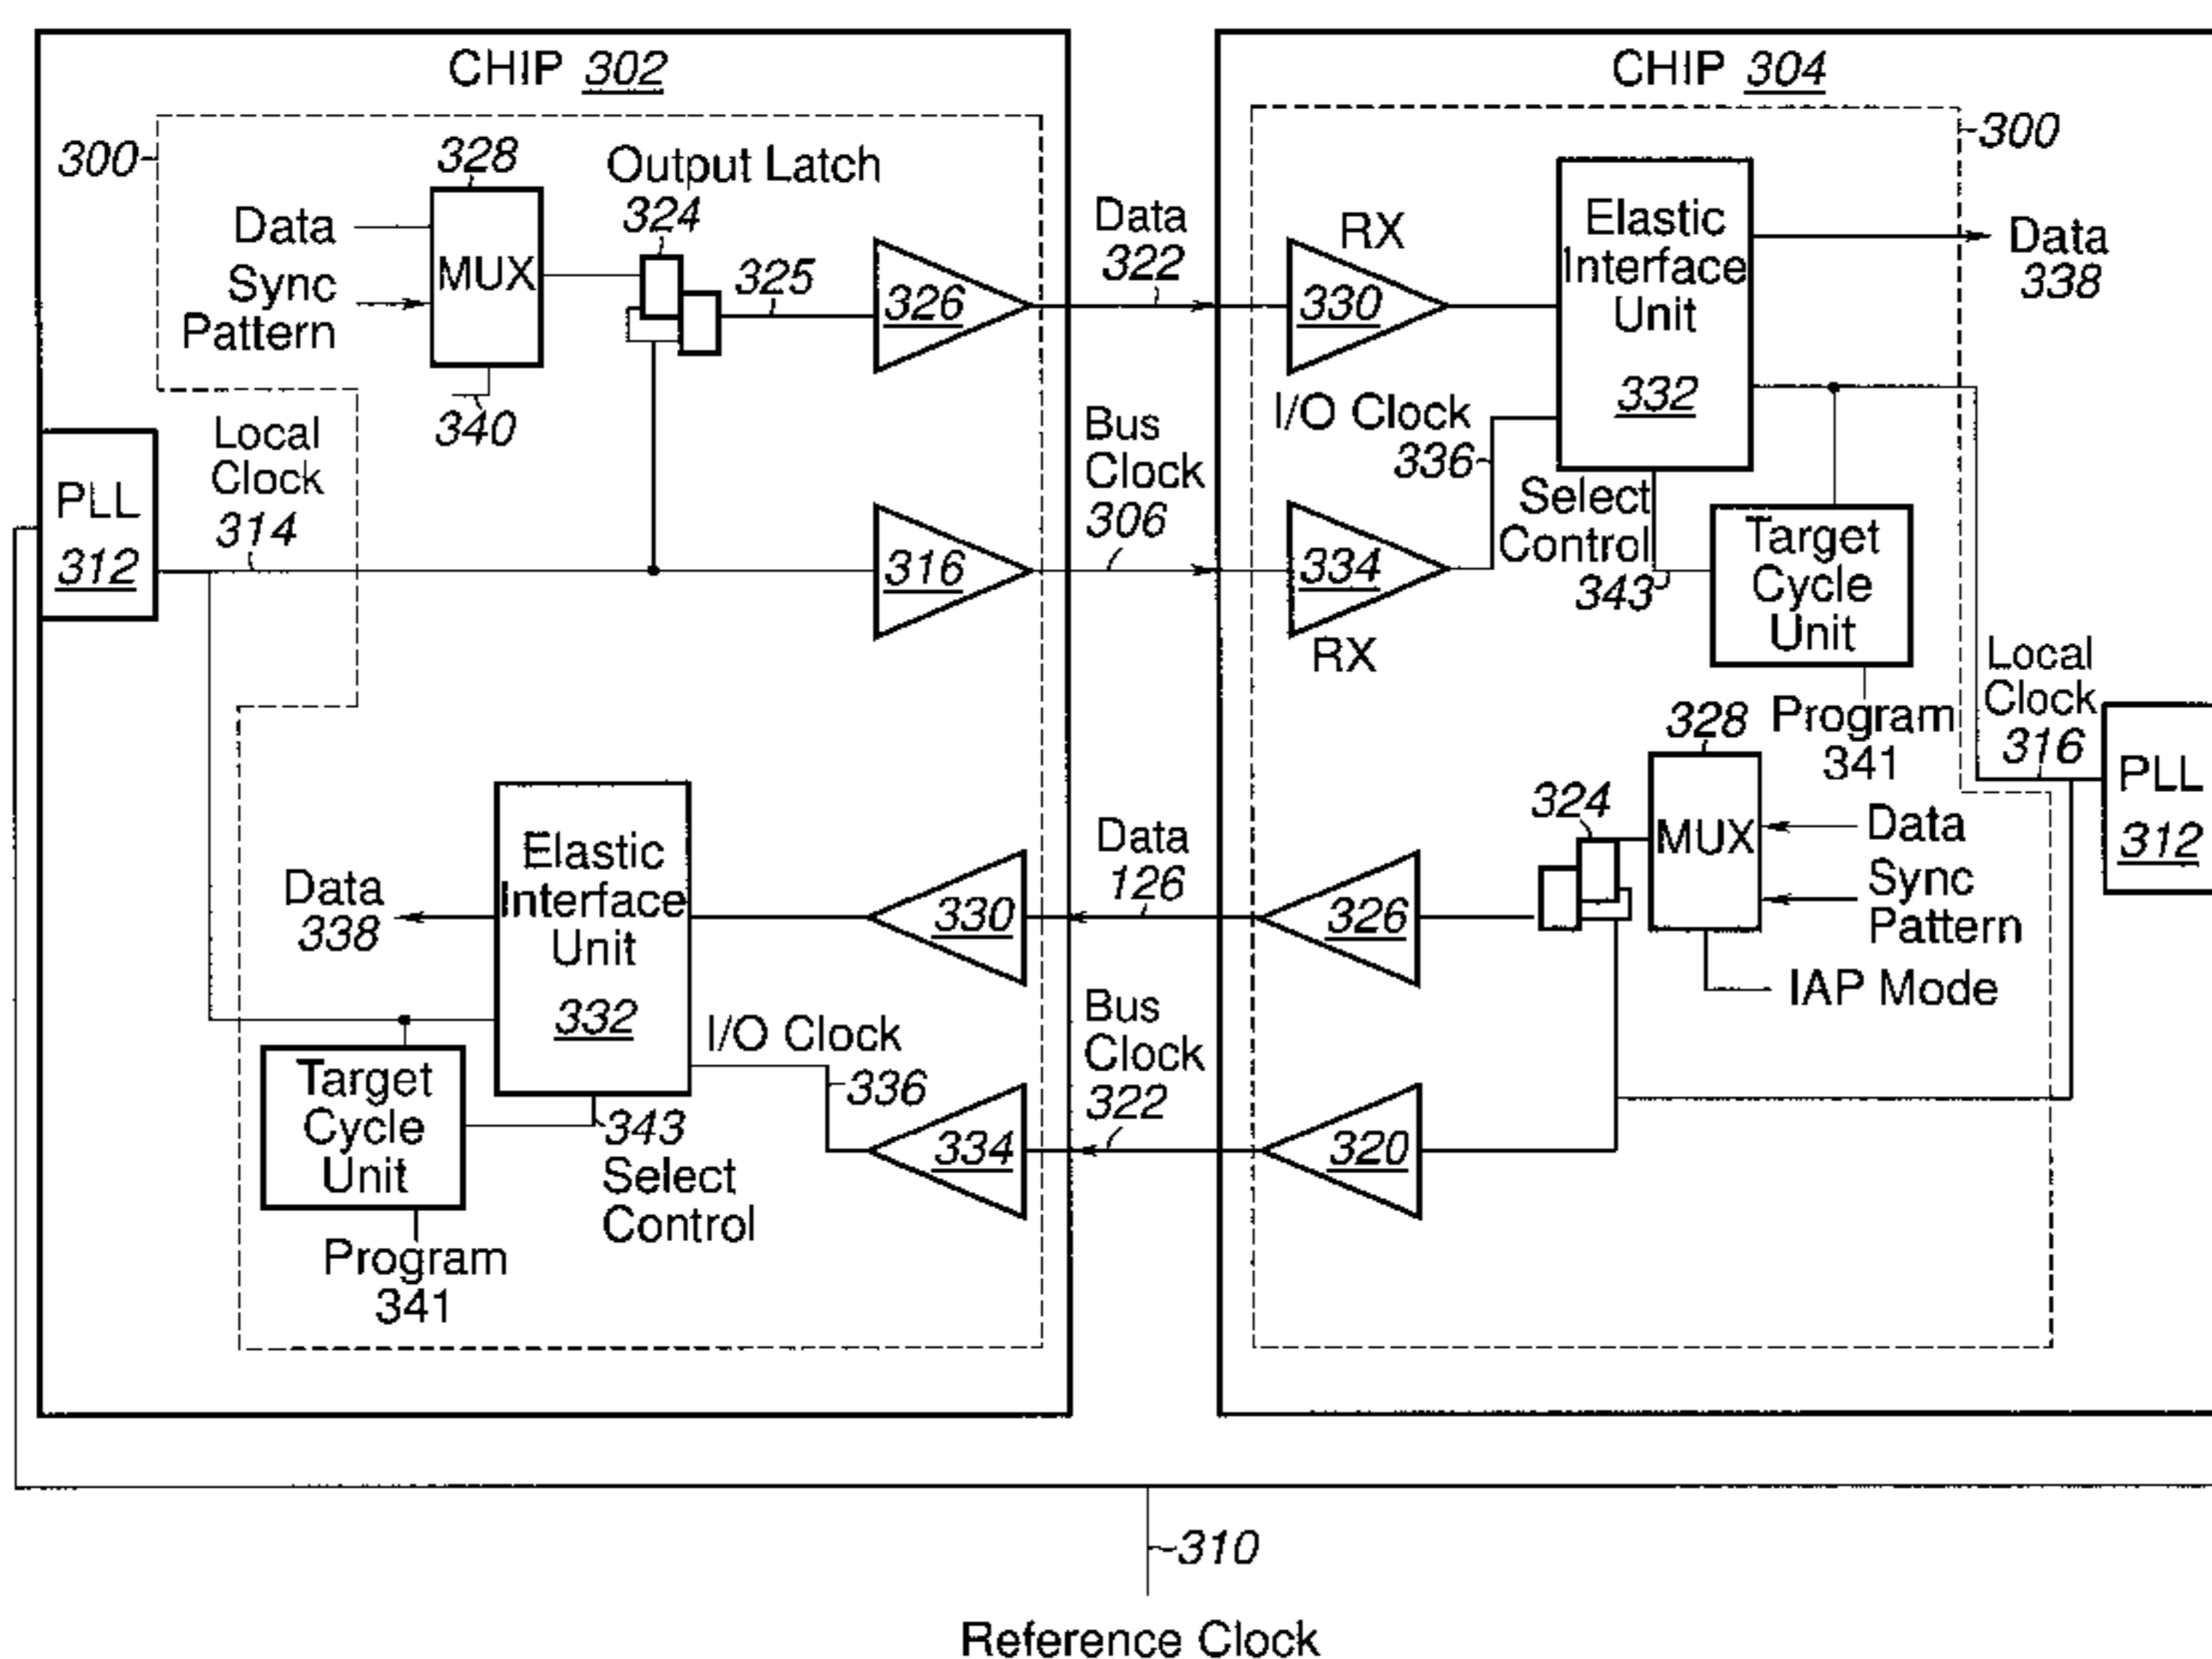 CHIP 302
300
328
Output Latch
324
Data
Sync
Pattern
MUX
325
326
340
Local
Clock
314
PLL
312
316
Data
322
Bus
Clock
306
CHIP 304
300
RX
330
Elastic
Interface
Unit
332
Data
338
I/O Clock
336
334
RX
Select
Control
343
Target
Cycle
Unit
Program
341
Local
Clock
316
PLL
312
328
324
MUX
Data
Sync
Pattern
IAP Mode
326
320
Data
126
Bus
Clock
322
330
334
Elastic
Interface
Unit
332
Data
338
I/O Clock
336
Target
Cycle
Unit
343
Select
Control
Program
341
310
Reference Clock